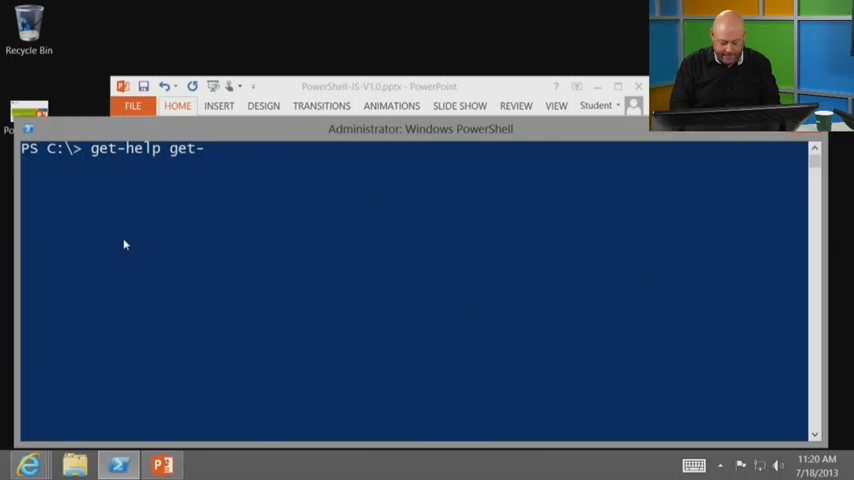 Recycle Bin
PowerShell-JS-V1.0.pptx - PowerPoint
FILE HOME INSERT DESIGN TRANSITIONS ANIMATIONS SLIDE SHOW REVIEW VIEW Student
Administrator: Windows PowerShell
PS C:\> get-help get-
11:20 AM
7/18/2013